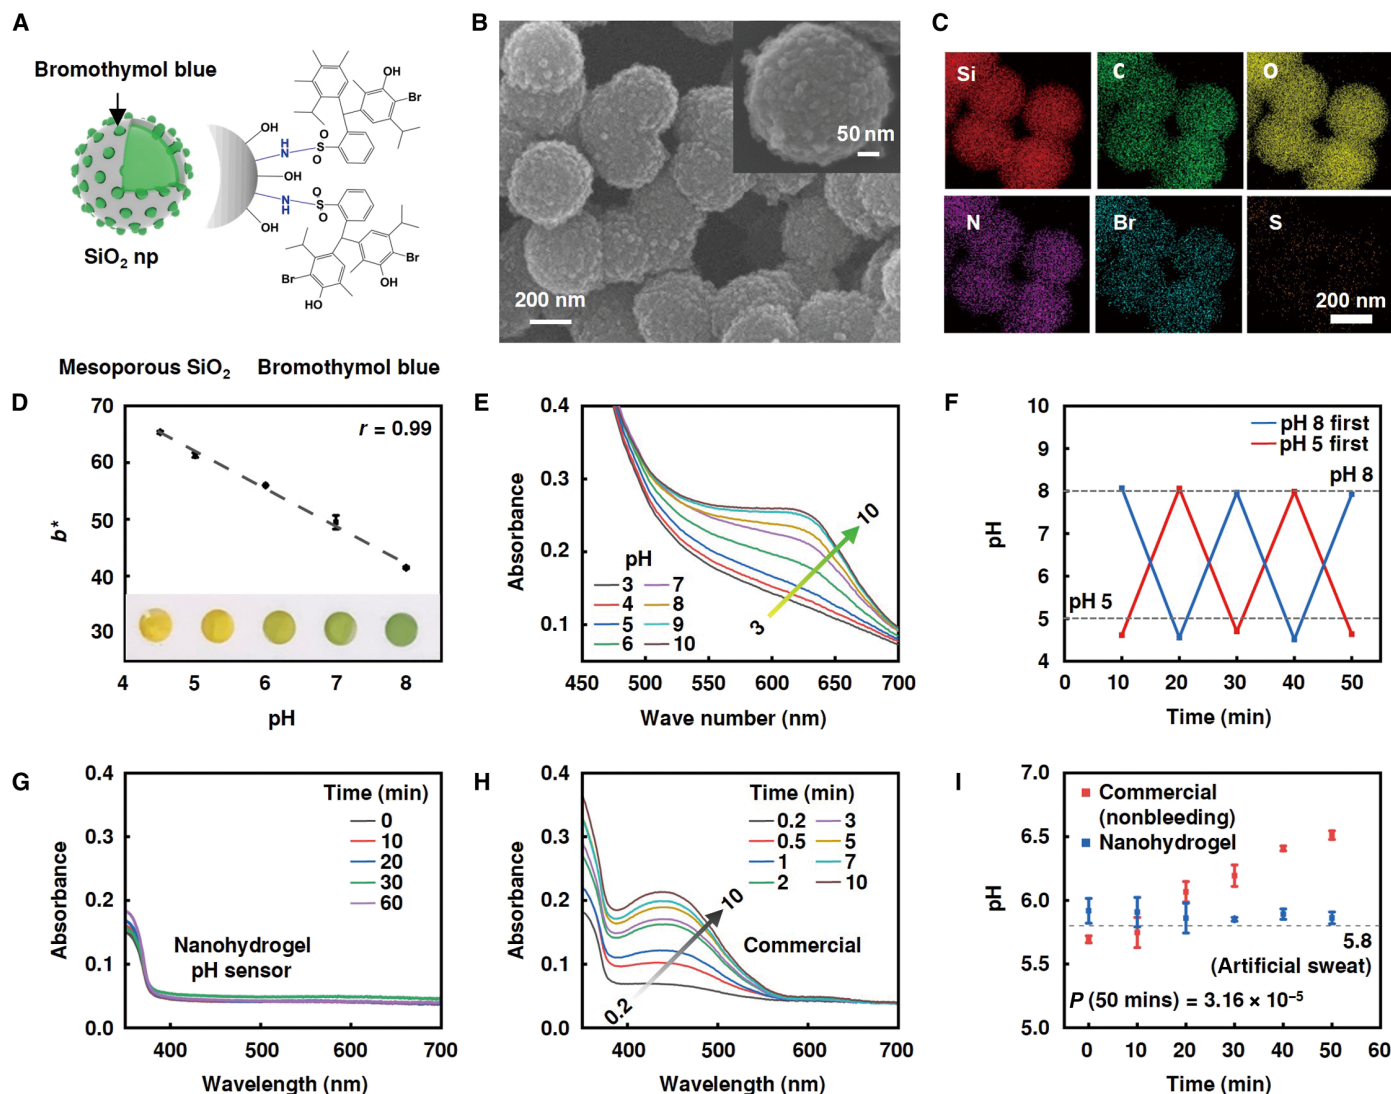 A
Bromothymol blue
SiO₂ np
OH
H
N
O
S
O
OH
N
H
O
S
O
OH
OH
Br
Br
HO
Br
OH
Mesoporous SiO₂ Bromothymol blue
B
50 nm
200 nm
C
Si
C
O
N
Br
S
200 nm
D
70
60
50
40
30
b*
r = 0.99
4 5 6 7 8
pH
E
0.4
0.3
0.2
0.1
Absorbance
pH
3 7
4 8
5 9
6 10
3
10
450 500 550 600 650 700
Wave number (nm)
F
10
9
8
7
6
5
4
pH
pH 8 first
pH 5 first
pH 8
pH 5
0 10 20 30 40 50
Time (min)
G
0.4
0.3
0.2
0.1
0.0
Absorbance
Time (min)
0
10
20
30
60
Nanohydrogel
pH sensor
400 500 600 700
Wavelength (nm)
H
0.4
0.3
0.2
0.1
0.0
Absorbance
Time (min)
0.2 3
0.5 5
1 7
2 10
10
0.2
Commercial
400 500 600 700
Wavelength (nm)
I
7.0
6.5
6.0
5.5
5.0
pH
Commercial
(nonbleeding)
Nanohydrogel
5.8
(Artificial sweat)
P (50 mins) = 3.16 × 10⁻⁵
0 10 20 30 40 50 60
Time (min)